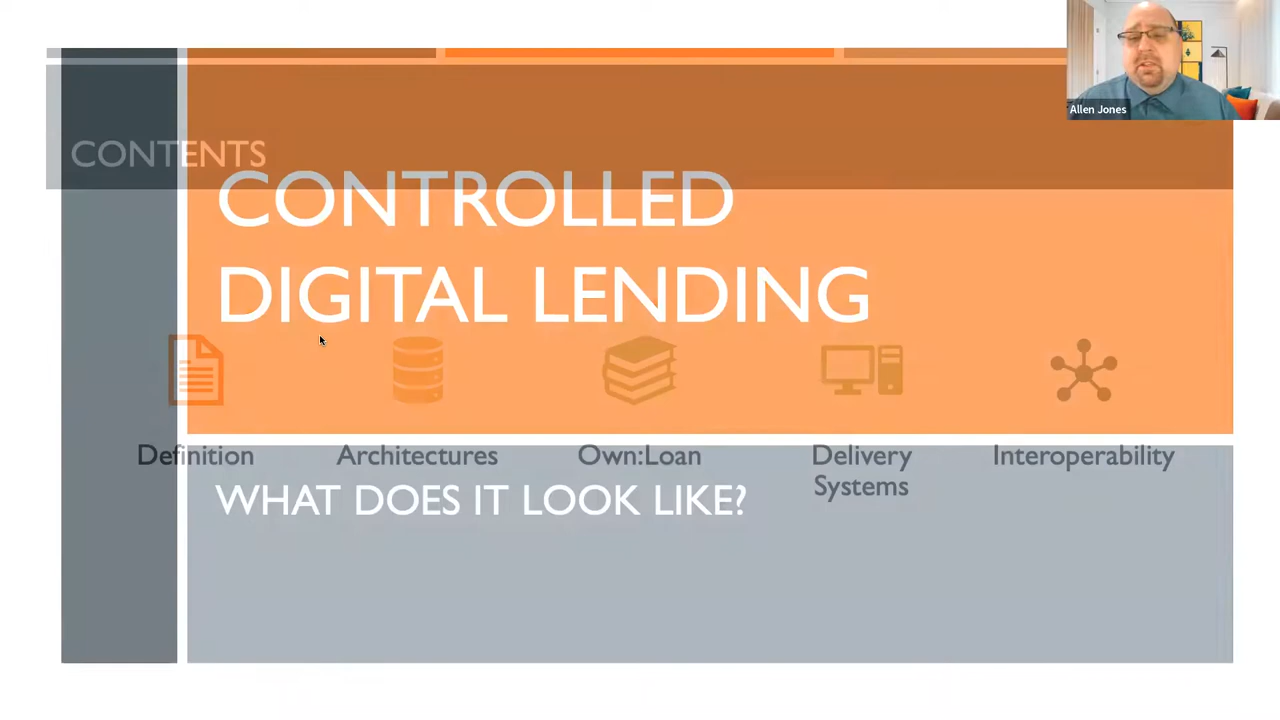 Allen Jones
CONTENTS
CONTROLLED
DIGITAL LENDING
Definition
Architectures
Own:Loan
Delivery
Systems
Interoperability
WHAT DOES IT LOOK LIKE?